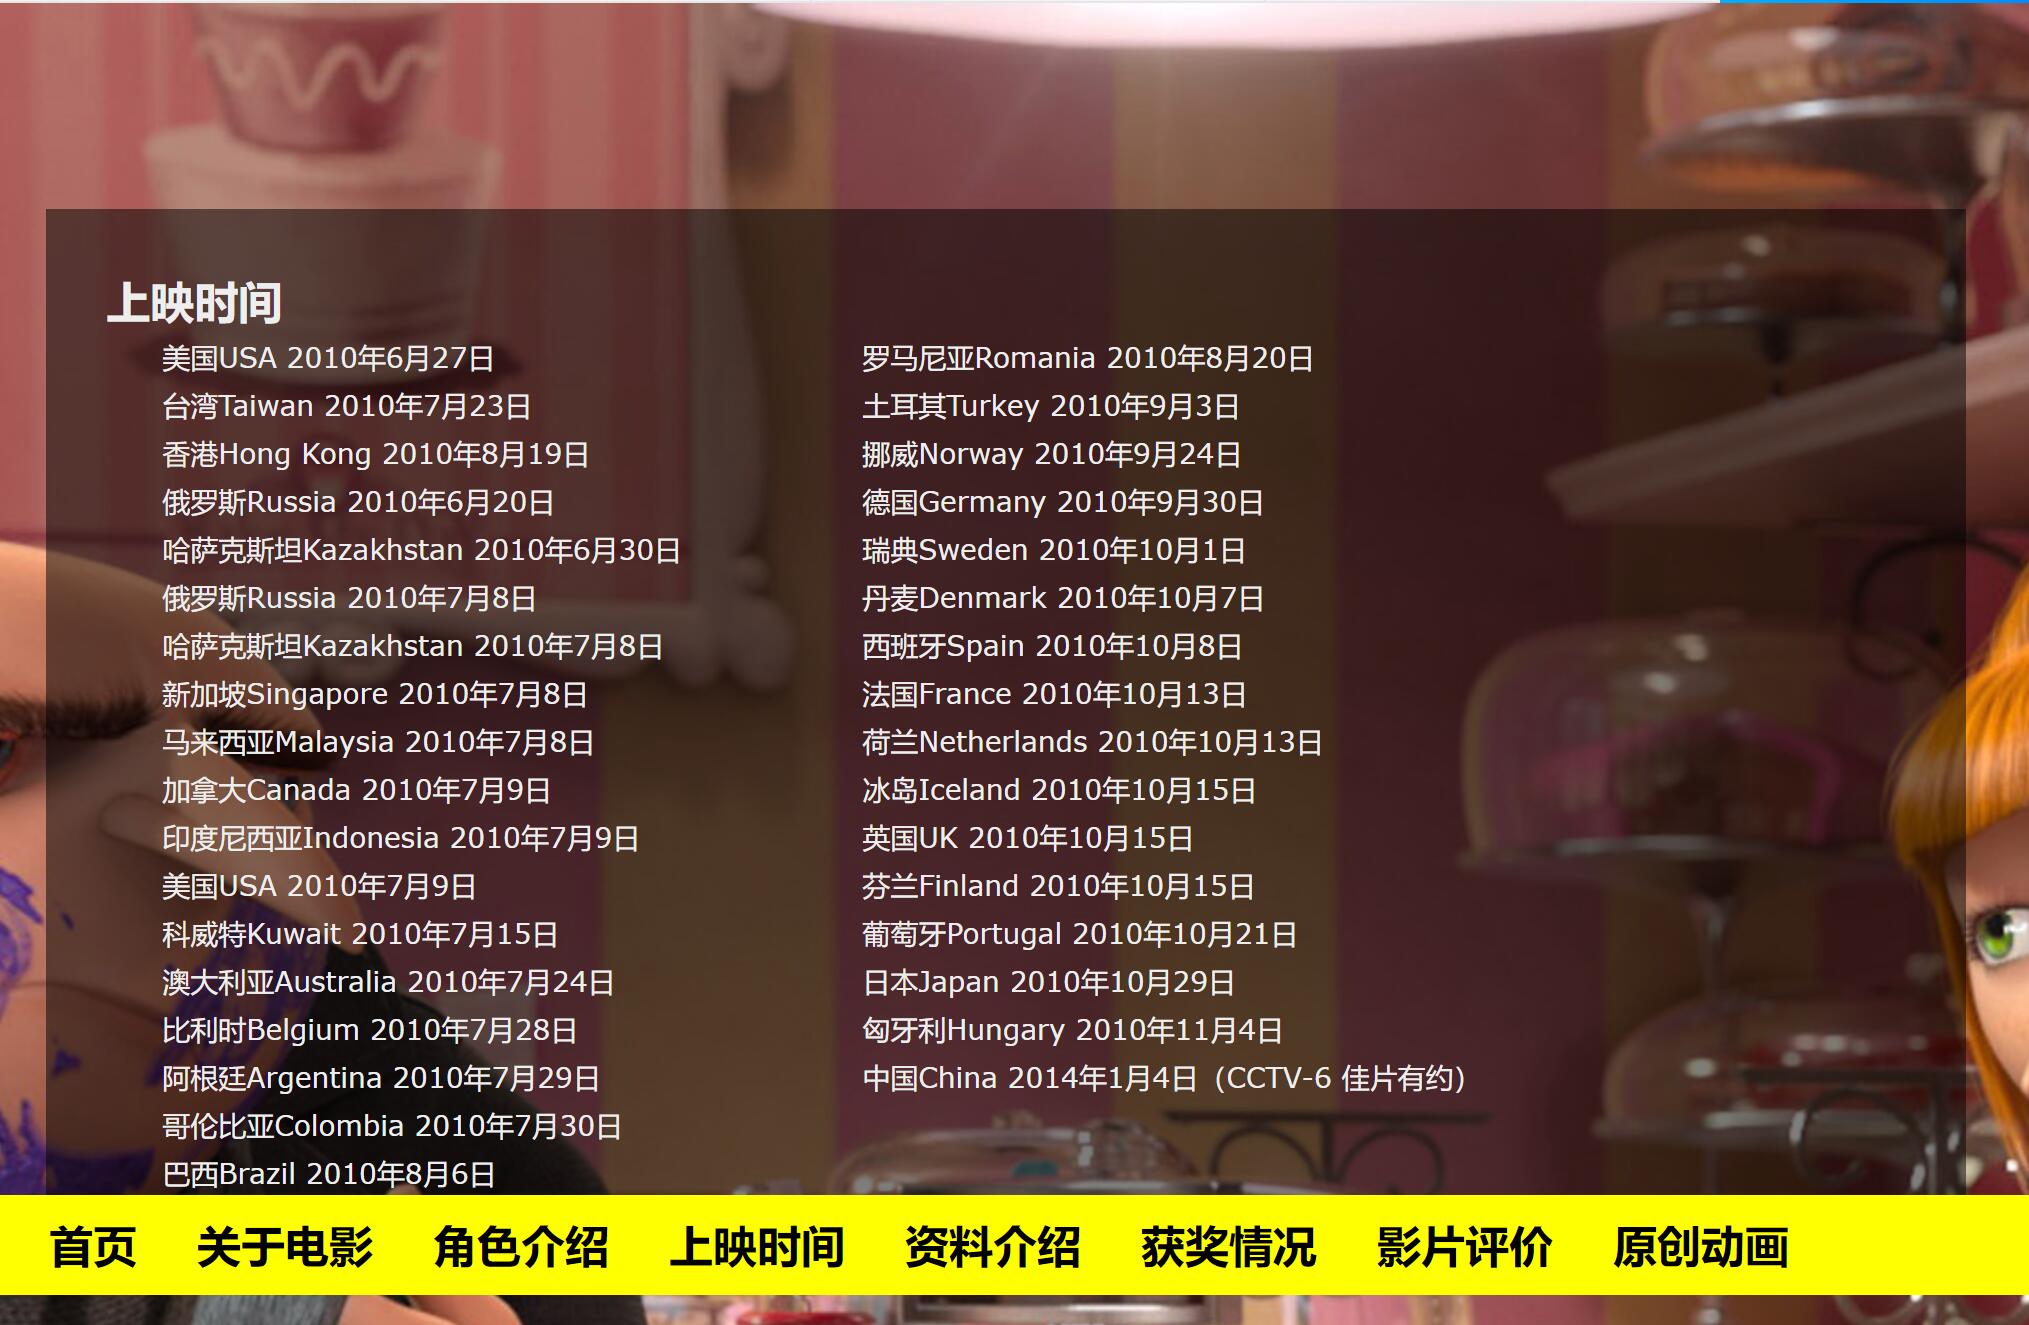 上映时间
美国USA 2010年6月27日
台湾Taiwan 2010年7月23日
香港Hong Kong 2010年8月19日
俄罗斯Russia 2010年6月20日
哈萨克斯坦Kazakhstan 2010年6月30日
俄罗斯Russia 2010年7月8日
哈萨克斯坦Kazakhstan 2010年7月8日
新加坡Singapore 2010年7月8日
马来西亚Malaysia 2010年7月8日
加拿大Canada 2010年7月9日
印度尼西亚Indonesia 2010年7月9日
美国USA 2010年7月9日
科威特Kuwait 2010年7月15日
澳大利亚Australia 2010年7月24日
比利时Belgium 2010年7月28日
阿根廷Argentina 2010年7月29日
哥伦比亚Colombia 2010年7月30日
巴西Brazil 2010年8月6日
罗马尼亚Romania 2010年8月20日
土耳其Turkey 2010年9月3日
挪威Norway 2010年9月24日
德国Germany 2010年9月30日
瑞典Sweden 2010年10月1日
丹麦Denmark 2010年10月7日
西班牙Spain 2010年10月8日
法国France 2010年10月13日
荷兰Netherlands 2010年10月13日
冰岛Iceland 2010年10月15日
英国UK 2010年10月15日
芬兰Finland 2010年10月15日
葡萄牙Portugal 2010年10月21日
日本Japan 2010年10月29日
匈牙利Hungary 2010年11月4日
中国China 2014年1月4日（CCTV-6 佳片有约）
首页 关于电影 角色介绍 上映时间 资料介绍 获奖情况 影片评价 原创动画